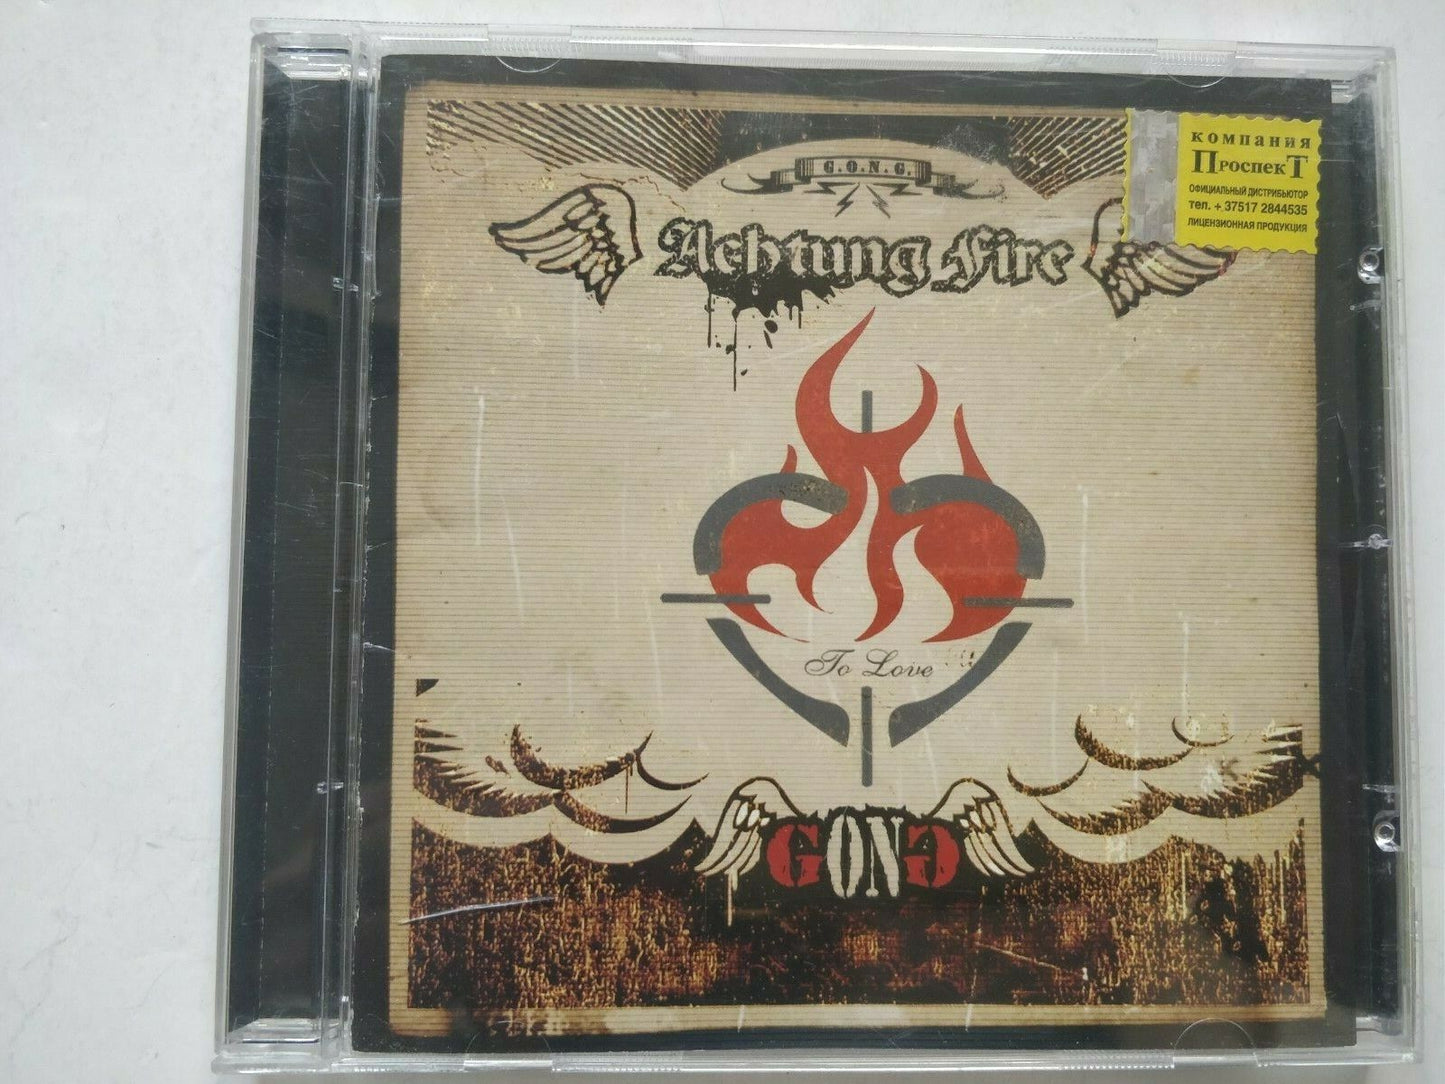 G.O.N.G.
Achtung Fire
компания
Проспект
ОФИЦИАЛЬНЫЙ ДИСТРИБЬЮТОР
тел. + 37517 2844535
ЛИЦЕНЗИОННАЯ ПРОДУКЦИЯ
To Love
GONG